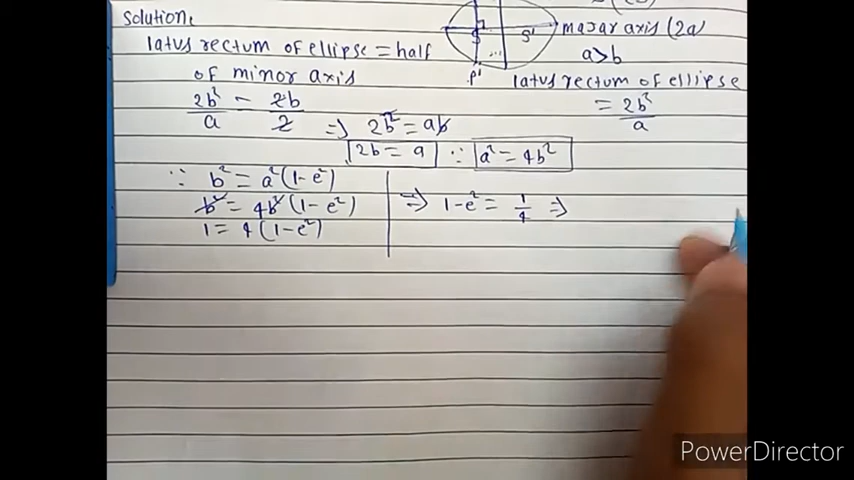 solution,
major axis (2a)
S S'
latus rectum of ellipse = half
a>b
P'
of minor axis
latus rectum of ellipse
2b²/a = 2b/2
= 2b²/a
⇒ 2b² = ab
2b = a ∵ a² = 4b²
∵ b² = a²(1-e²)
b² = 4b²(1-e²) ⇒ 1-e² = 1/4 ⇒
1 = 4(1-e²)
PowerDirector